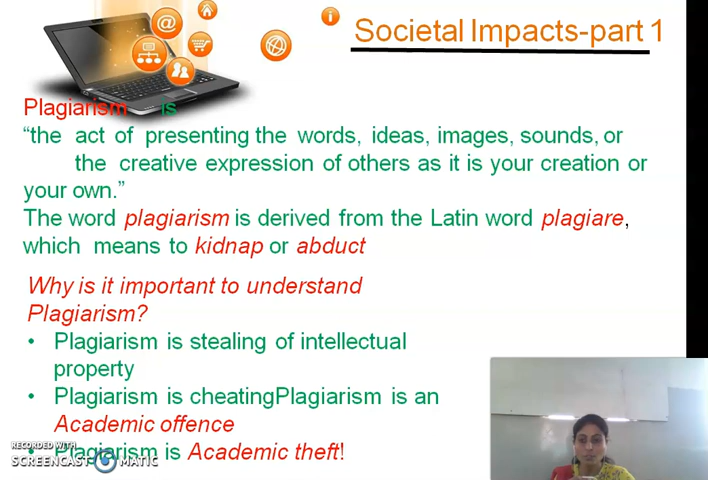 Societal Impacts-part 1
Plagiarism is
“the act of presenting the words, ideas, images, sounds, or
the creative expression of others as it is your creation or
your own.”
The word plagiarism is derived from the Latin word plagiare,
which means to kidnap or abduct
Why is it important to understand
Plagiarism?
• Plagiarism is stealing of intellectual
property
• Plagiarism is cheatingPlagiarism is an
Academic offence
• Plagiarism is Academic theft!
RECORDED WITH
SCREENCAST MATIC